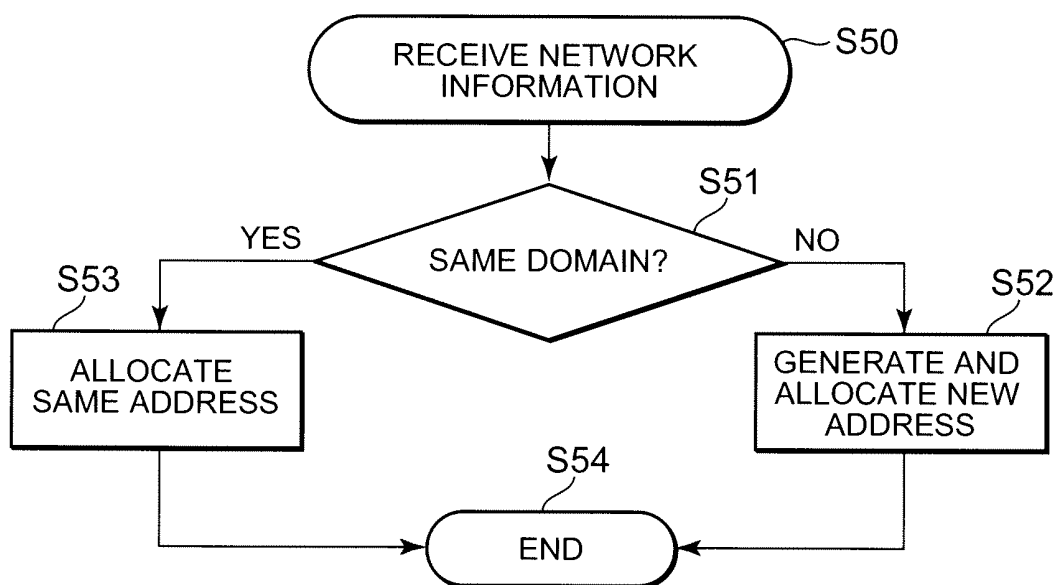 RECEIVE NETWORK
INFORMATION
S50
S51
YES
SAME DOMAIN?
NO
S53
S52
ALLOCATE
SAME ADDRESS
GENERATE AND
ALLOCATE NEW
ADDRESS
S54
END